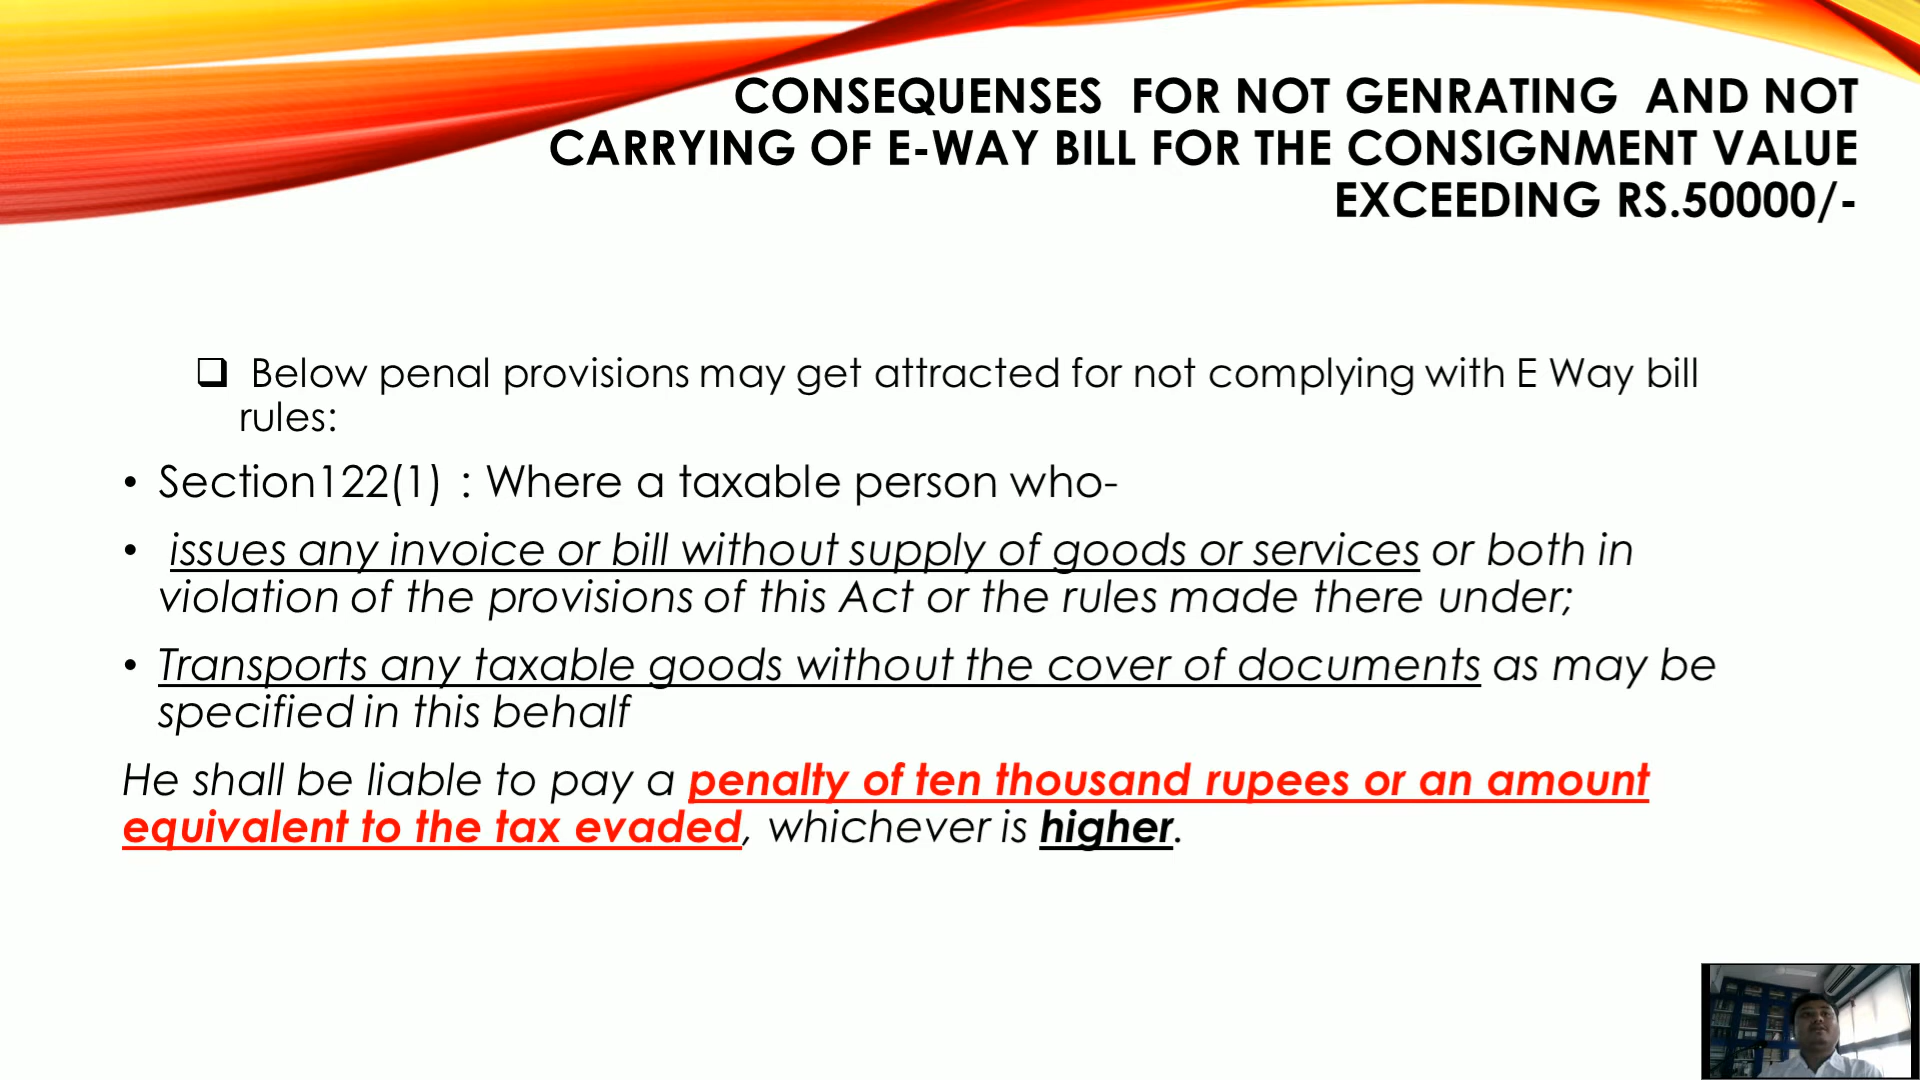 CONSEQUENSES FOR NOT GENRATING AND NOT
CARRYING OF E-WAY BILL FOR THE CONSIGNMENT VALUE
EXCEEDING RS.50000/-
❑ Below penal provisions may get attracted for not complying with E Way bill
rules:
• Section122(1) : Where a taxable person who-
• issues any invoice or bill without supply of goods or services or both in
violation of the provisions of this Act or the rules made there under;
• Transports any taxable goods without the cover of documents as may be
specified in this behalf
He shall be liable to pay a penalty of ten thousand rupees or an amount
equivalent to the tax evaded, whichever is higher.